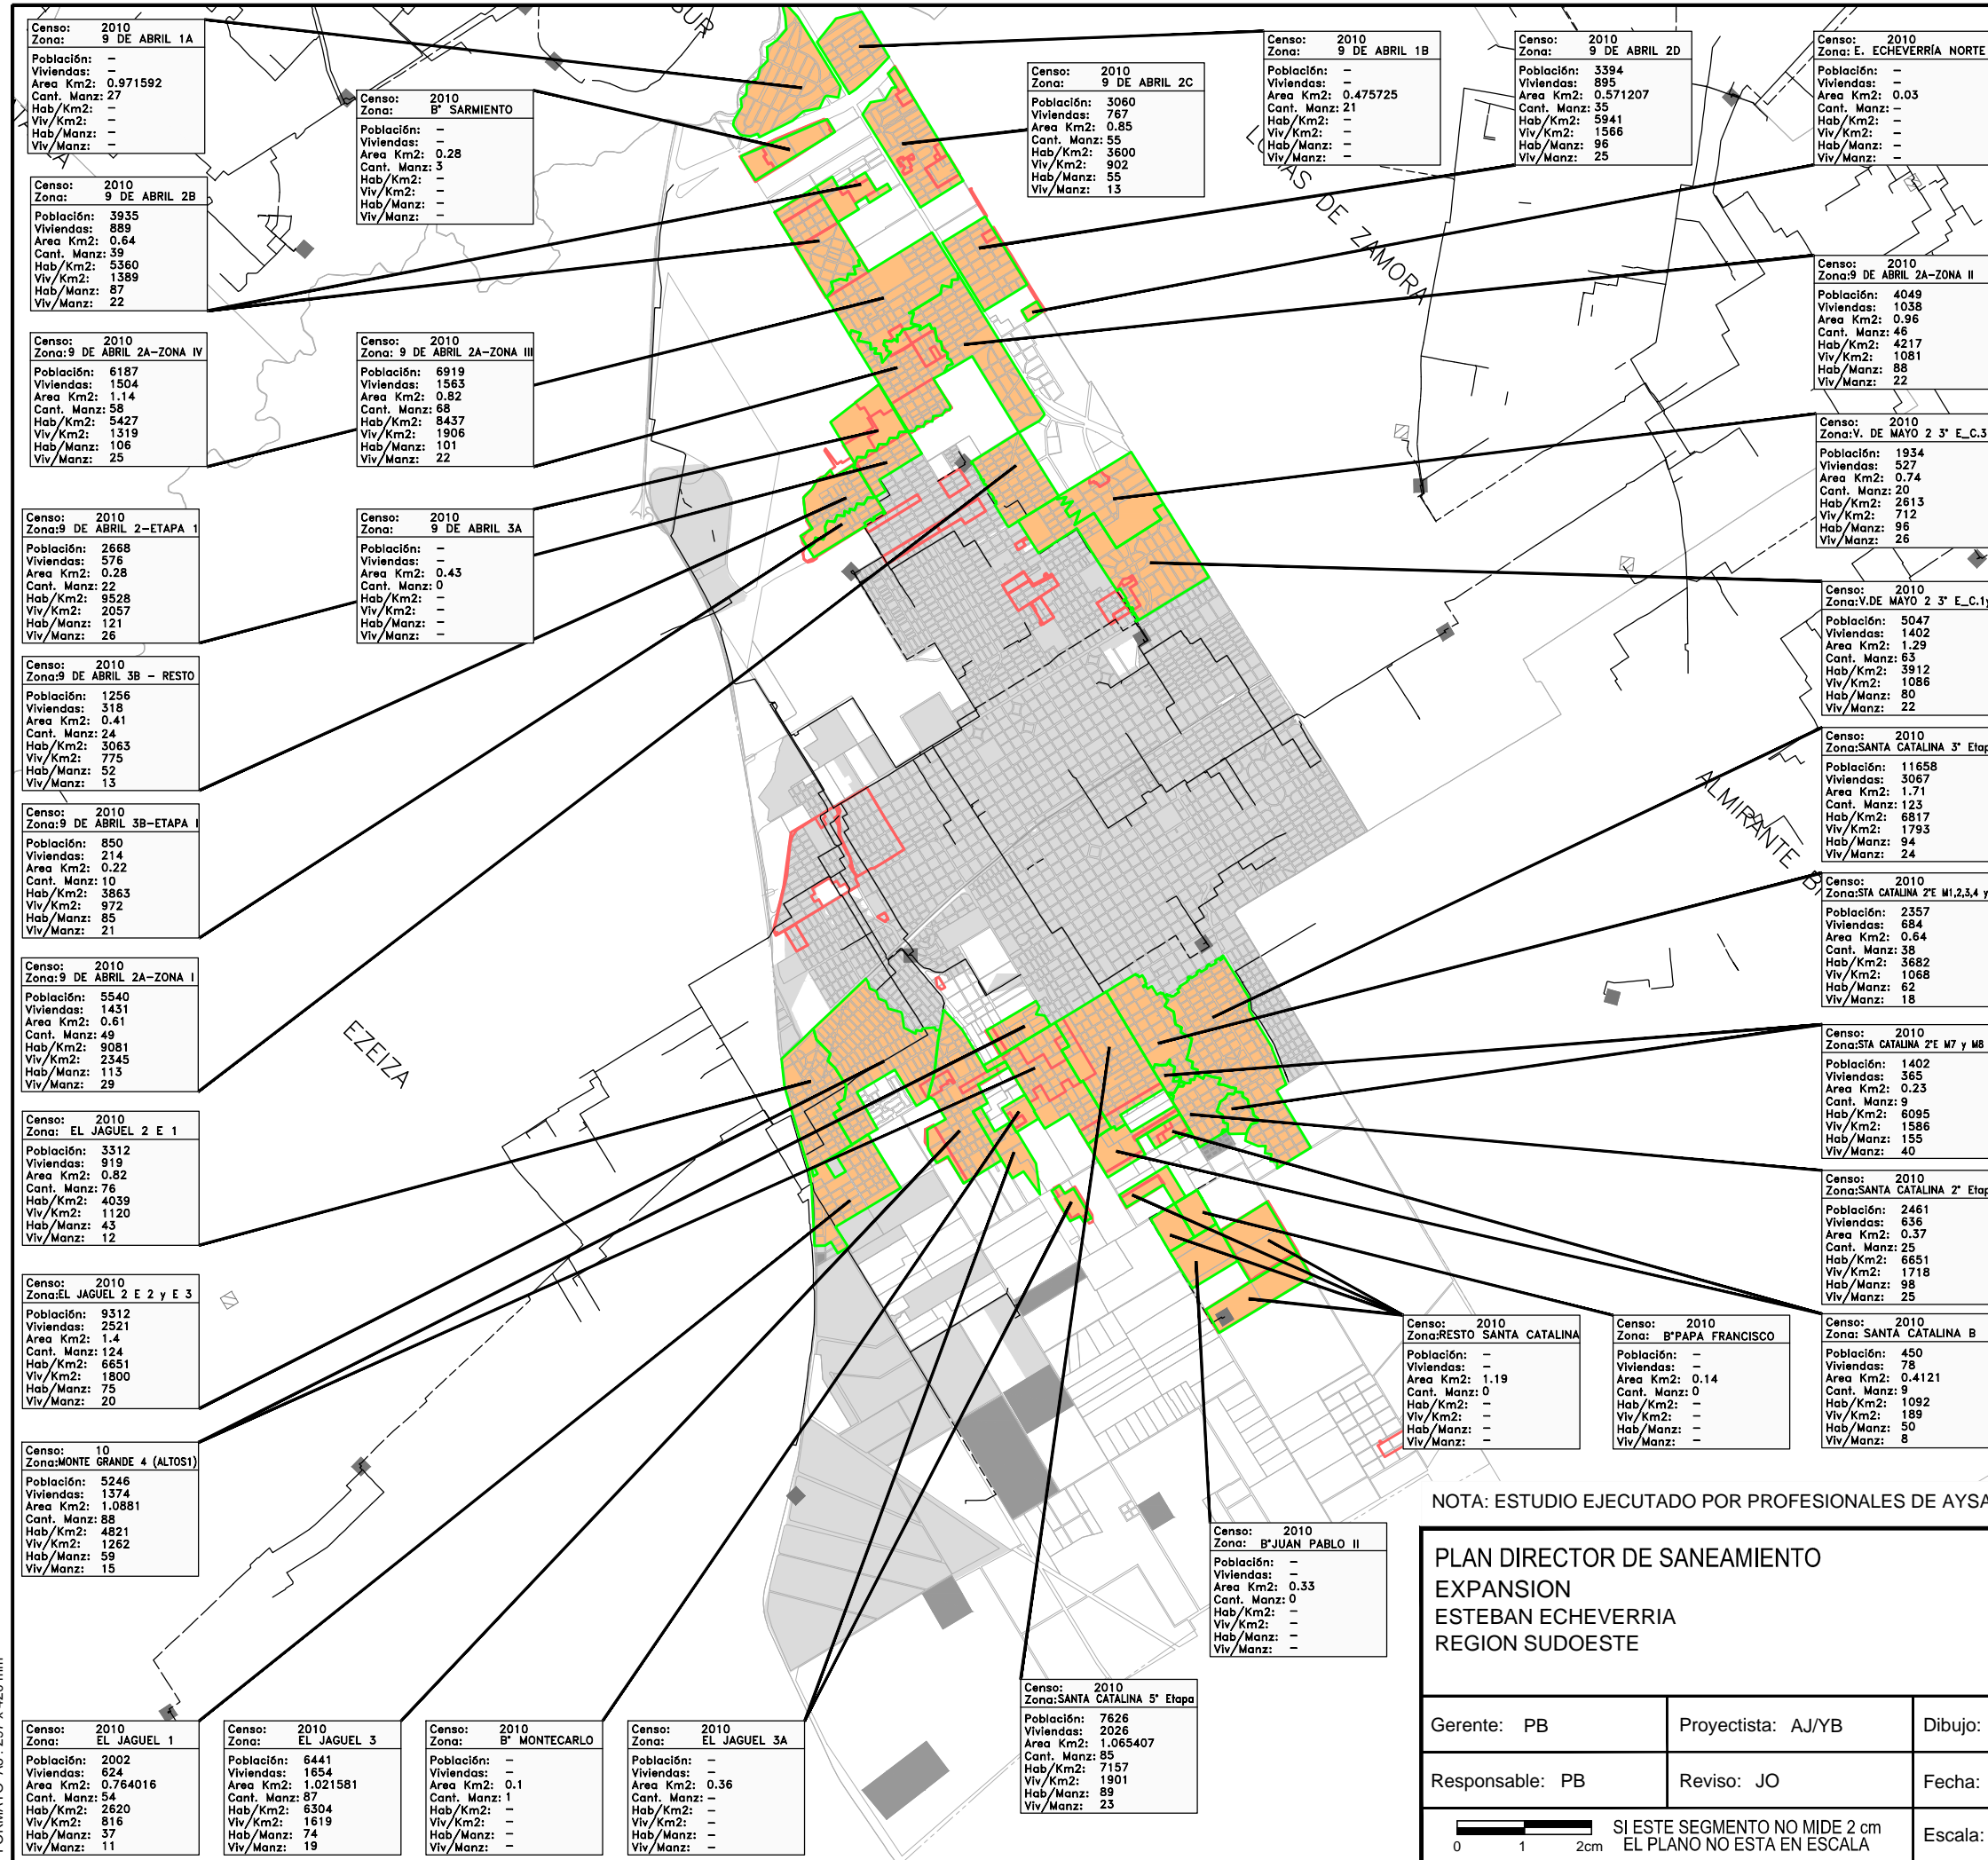 Censo: 2010
Zona: 9 DE ABRIL 1A
Población: –
Viviendas: –
Area Km2: 0.971592
Cant. Manz: 27
Hab/Km2: –
Viv/Km2: –
Hab/Manz: –
Viv/Manz: –
Censo: 2010
Zona: B° SARMIENTO
Población: –
Viviendas: –
Area Km2: 0.28
Cant. Manz: 3
Hab/Km2: –
Viv/Km2: –
Hab/Manz: –
Viv/Manz: –
SUR
Censo: 2010
Zona: 9 DE ABRIL 2C
Población: 3060
Viviendas: 767
Area Km2: 0.85
Cant. Manz: 55
Hab/Km2: 3600
Viv/Km2: 902
Hab/Manz: 55
Viv/Manz: 13
Censo: 2010
Zona: 9 DE ABRIL 1B
Población: –
Viviendas: –
Area Km2: 0.475725
Cant. Manz: 21
Hab/Km2: –
Viv/Km2: –
Hab/Manz: –
Viv/Manz: –
Censo: 2010
Zona: 9 DE ABRIL 2D
Población: 3394
Viviendas: 895
Area Km2: 0.571207
Cant. Manz: 35
Hab/Km2: 5941
Viv/Km2: 1566
Hab/Manz: 96
Viv/Manz: 25
Censo: 2010
Zona: E. ECHEVERRÍA NORTE
Población: –
Viviendas: –
Area Km2: 0.03
Cant. Manz: –
Hab/Km2: –
Viv/Km2: –
Hab/Manz: –
Viv/Manz: –
DE ZAMORA
Censo: 2010
Zona: 9 DE ABRIL 2B
Población: 3935
Viviendas: 889
Area Km2: 0.64
Cant. Manz: 39
Hab/Km2: 5360
Viv/Km2: 1389
Hab/Manz: 87
Viv/Manz: 22
Censo: 2010
Zona:9 DE ABRIL 2A–ZONA II
Población: 4049
Viviendas: 1038
Area Km2: 0.96
Cant. Manz: 46
Hab/Km2: 4217
Viv/Km2: 1081
Hab/Manz: 88
Viv/Manz: 22
Censo: 2010
Zona:9 DE ABRIL 2A–ZONA IV
Población: 6187
Viviendas: 1504
Area Km2: 1.14
Cant. Manz: 58
Hab/Km2: 5427
Viv/Km2: 1319
Hab/Manz: 106
Viv/Manz: 25
Censo: 2010
Zona: 9 DE ABRIL 2A–ZONA III
Población: 6919
Viviendas: 1563
Area Km2: 0.82
Cant. Manz: 68
Hab/Km2: 8437
Viv/Km2: 1906
Hab/Manz: 101
Viv/Manz: 22
Censo: 2010
Zona:V. DE MAYO 2 3° E_C.3
Población: 1934
Viviendas: 527
Area Km2: 0.74
Cant. Manz: 20
Hab/Km2: 2613
Viv/Km2: 712
Hab/Manz: 96
Viv/Manz: 26
Censo: 2010
Zona:9 DE ABRIL 2–ETAPA 1
Población: 2668
Viviendas: 576
Area Km2: 0.28
Cant. Manz: 22
Hab/Km2: 9528
Viv/Km2: 2057
Hab/Manz: 121
Viv/Manz: 26
Censo: 2010
Zona: 9 DE ABRIL 3A
Población: –
Viviendas: –
Area Km2: 0.43
Cant. Manz: 0
Hab/Km2: –
Viv/Km2: –
Hab/Manz: –
Viv/Manz: –
Censo: 2010
Zona:V.DE MAYO 2 3° E_C.1y
Población: 5047
Viviendas: 1402
Area Km2: 1.29
Cant. Manz: 63
Hab/Km2: 3912
Viv/Km2: 1086
Hab/Manz: 80
Viv/Manz: 22
Censo: 2010
Zona:9 DE ABRIL 3B – RESTO
Población: 1256
Viviendas: 318
Area Km2: 0.41
Cant. Manz: 24
Hab/Km2: 3063
Viv/Km2: 775
Hab/Manz: 52
Viv/Manz: 13
Censo: 2010
Zona:SANTA CATALINA 3° Etap
Población: 11658
Viviendas: 3067
Area Km2: 1.71
Cant. Manz: 123
Hab/Km2: 6817
Viv/Km2: 1793
Hab/Manz: 94
Viv/Manz: 24
ALMIRANTE
Censo: 2010
Zona:9 DE ABRIL 3B–ETAPA I
Población: 850
Viviendas: 214
Area Km2: 0.22
Cant. Manz: 10
Hab/Km2: 3863
Viv/Km2: 972
Hab/Manz: 85
Viv/Manz: 21
Censo: 2010
Zona:STA CATALINA 2°E M1,2,3,4 y
Población: 2357
Viviendas: 684
Area Km2: 0.64
Cant. Manz: 38
Hab/Km2: 3682
Viv/Km2: 1068
Hab/Manz: 62
Viv/Manz: 18
Censo: 2010
Zona:9 DE ABRIL 2A–ZONA I
Población: 5540
Viviendas: 1431
Area Km2: 0.61
Cant. Manz: 49
Hab/Km2: 9081
Viv/Km2: 2345
Hab/Manz: 113
Viv/Manz: 29
EZEIZA
Censo: 2010
Zona:STA CATALINA 2°E M7 y M8
Población: 1402
Viviendas: 365
Area Km2: 0.23
Cant. Manz: 9
Hab/Km2: 6095
Viv/Km2: 1586
Hab/Manz: 155
Viv/Manz: 40
Censo: 2010
Zona: EL JAGUEL 2 E 1
Población: 3312
Viviendas: 919
Area Km2: 0.82
Cant. Manz: 76
Hab/Km2: 4039
Viv/Km2: 1120
Hab/Manz: 43
Viv/Manz: 12
Censo: 2010
Zona:SANTA CATALINA 2° Etap
Población: 2461
Viviendas: 636
Area Km2: 0.37
Cant. Manz: 25
Hab/Km2: 6651
Viv/Km2: 1718
Hab/Manz: 98
Viv/Manz: 25
Censo: 2010
Zona:EL JAGUEL 2 E 2 y E 3
Población: 9312
Viviendas: 2521
Area Km2: 1.4
Cant. Manz: 124
Hab/Km2: 6651
Viv/Km2: 1800
Hab/Manz: 75
Viv/Manz: 20
Censo: 2010
Zona:RESTO SANTA CATALINA
Población: –
Viviendas: –
Area Km2: 1.19
Cant. Manz: 0
Hab/Km2: –
Viv/Km2: –
Hab/Manz: –
Viv/Manz: –
Censo: 2010
Zona: B°PAPA FRANCISCO
Población: –
Viviendas: –
Area Km2: 0.14
Cant. Manz: 0
Hab/Km2: –
Viv/Km2: –
Hab/Manz: –
Viv/Manz: –
Censo: 2010
Zona: SANTA CATALINA B
Población: 450
Viviendas: 78
Area Km2: 0.4121
Cant. Manz: 9
Hab/Km2: 1092
Viv/Km2: 189
Hab/Manz: 50
Viv/Manz: 8
Censo: 10
Zona:MONTE GRANDE 4 (ALTOS1)
Población: 5246
Viviendas: 1374
Area Km2: 1.0881
Cant. Manz: 88
Hab/Km2: 4821
Viv/Km2: 1262
Hab/Manz: 59
Viv/Manz: 15
Censo: 2010
Zona: B°JUAN PABLO II
Población: –
Viviendas: –
Area Km2: 0.33
Cant. Manz: 0
Hab/Km2: –
Viv/Km2: –
Hab/Manz: –
Viv/Manz: –
Censo: 2010
Zona: EL JAGUEL 1
Población: 2002
Viviendas: 624
Area Km2: 0.764016
Cant. Manz: 54
Hab/Km2: 2620
Viv/Km2: 816
Hab/Manz: 37
Viv/Manz: 11
Censo: 2010
Zona: EL JAGUEL 3
Población: 6441
Viviendas: 1654
Area Km2: 1.021581
Cant. Manz: 87
Hab/Km2: 6304
Viv/Km2: 1619
Hab/Manz: 74
Viv/Manz: 19
Censo: 2010
Zona: B° MONTECARLO
Población: –
Viviendas: –
Area Km2: 0.1
Cant. Manz: 1
Hab/Km2: –
Viv/Km2: –
Hab/Manz: –
Viv/Manz: –
Censo: 2010
Zona: EL JAGUEL 3A
Población: –
Viviendas: –
Area Km2: 0.36
Cant. Manz: –
Hab/Km2: –
Viv/Km2: –
Hab/Manz: –
Viv/Manz: –
Censo: 2010
Zona:SANTA CATALINA 5° Etapa
Población: 7626
Viviendas: 2026
Area Km2: 1.065407
Cant. Manz: 85
Hab/Km2: 7157
Viv/Km2: 1901
Hab/Manz: 89
Viv/Manz: 23
NOTA: ESTUDIO EJECUTADO POR PROFESIONALES DE AYSA
PLAN DIRECTOR DE SANEAMIENTO
EXPANSION
ESTEBAN ECHEVERRIA
REGION SUDOESTE
Gerente: PB
Proyectista: AJ/YB
Dibujo:
Responsable: PB
Reviso: JO
Fecha:
0 1 2cm
SI ESTE SEGMENTO NO MIDE 2 cm
EL PLANO NO ESTA EN ESCALA
Escala: